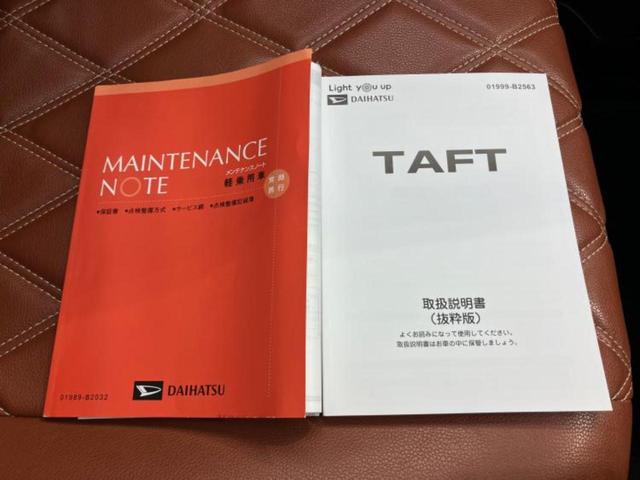 MAINTENANCE
NOTE
メンテナンスノート
軽乗用車
•保証書 •点検整備方式 •サービス網 •点検整備記録簿
DAIHATSU
01989-B2032
Light you up
DAIHATSU
01999-B2563
TAFT
取扱説明書
(抜粋版)
よくお読みになって使用してください。
取扱説明書はお車の中に保管しましょう。